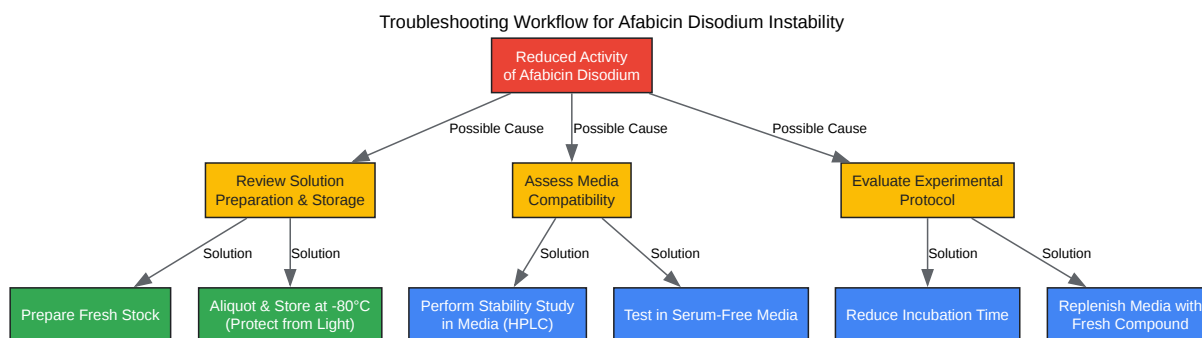 Troubleshooting Workflow for Afabicin Disodium Instability
Reduced Activity
of Afabicin Disodium
Possible Cause
Possible Cause
Possible Cause
Review Solution
Preparation & Storage
Assess Media
Compatibility
Evaluate Experimental
Protocol
Solution
Solution
Solution
Solution
Solution
Solution
Prepare Fresh Stock
Aliquot & Store at -80°C
(Protect from Light)
Perform Stability Study
in Media (HPLC)
Test in Serum-Free Media
Reduce Incubation Time
Replenish Media with
Fresh Compound